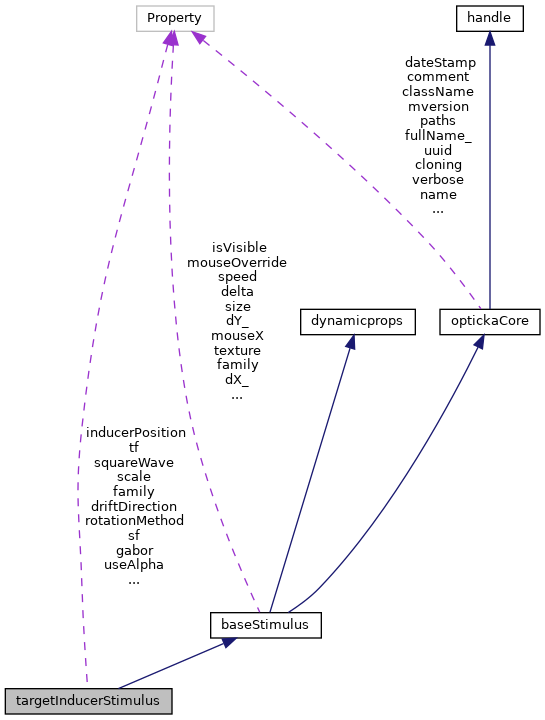 Property
handle
dateStamp
comment
className
mversion
paths
fullName_
uuid
cloning
verbose
name
...
isVisible
mouseOverride
speed
delta
size
dY_
mouseX
texture
family
dX_
...
dynamicprops
optickaCore
inducerPosition
tf
squareWave
scale
family
driftDirection
rotationMethod
sf
gabor
useAlpha
...
baseStimulus
targetInducerStimulus